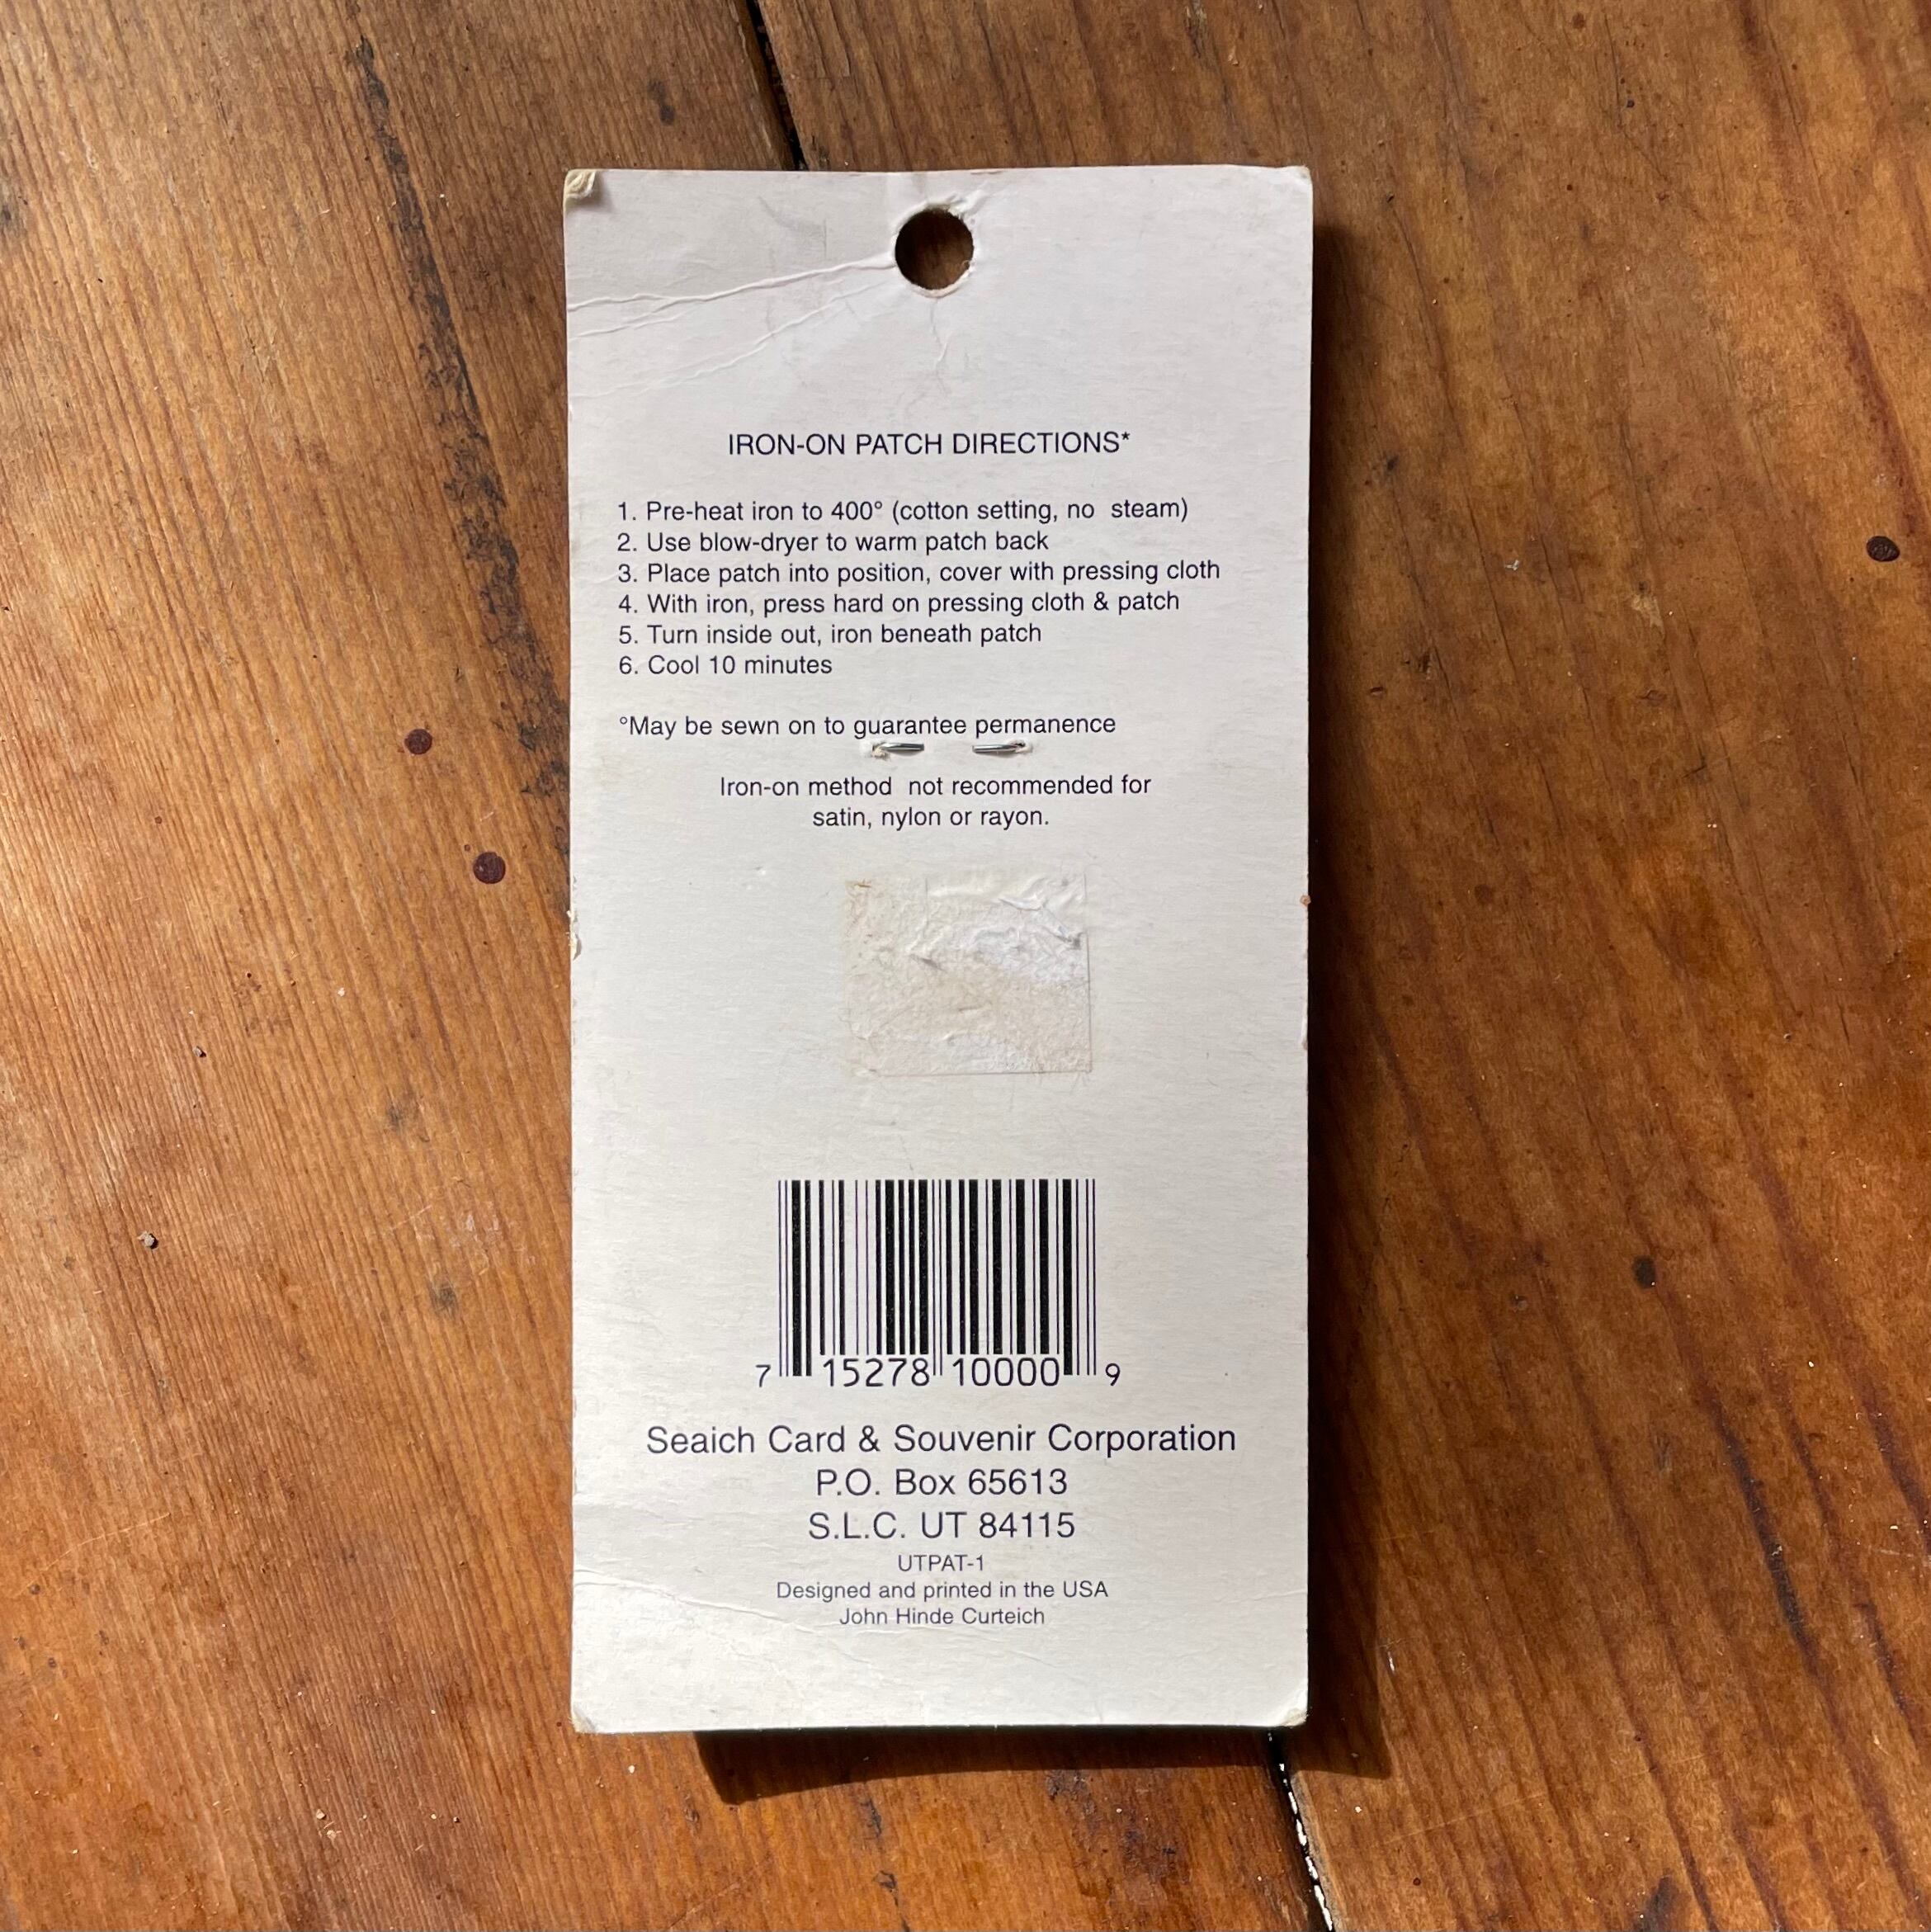 IRON-ON PATCH DIRECTIONS*
1. Pre-heat iron to 400° (cotton setting, no steam)
2. Use blow-dryer to warm patch back
3. Place patch into position, cover with pressing cloth
4. With iron, press hard on pressing cloth & patch
5. Turn inside out, iron beneath patch
6. Cool 10 minutes
°May be sewn on to guarantee permanence
Iron-on method not recommended for
satin, nylon or rayon.
7 15278 10000 9
Seaich Card & Souvenir Corporation
P.O. Box 65613
S.L.C. UT 84115
UTPAT-1
Designed and printed in the USA
John Hinde Curteich